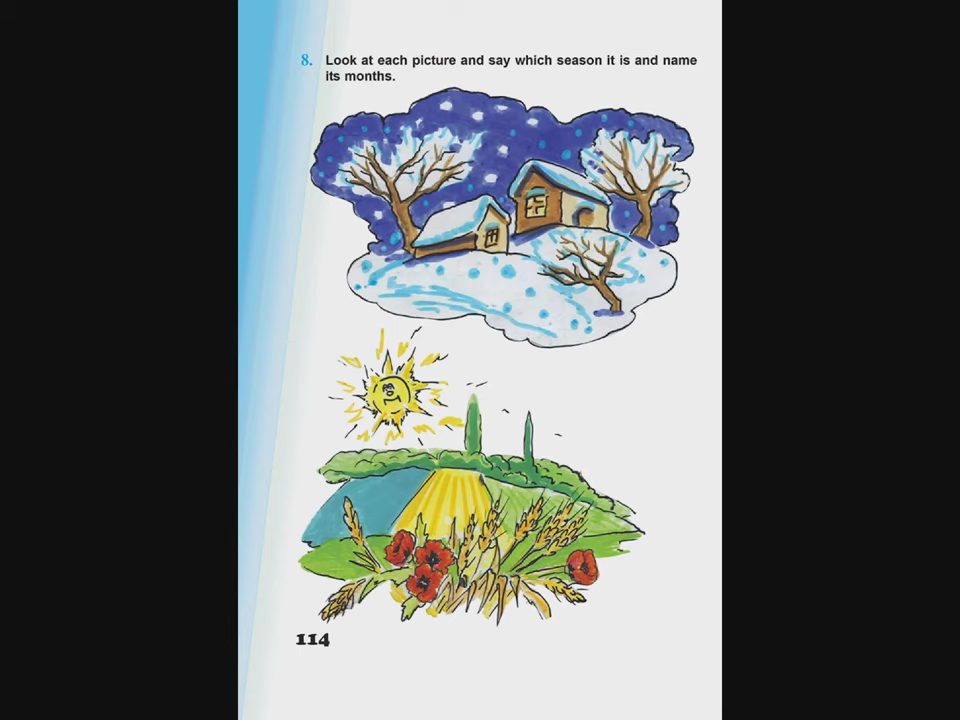 8. Look at each picture and say which season it is and name
its months.
114